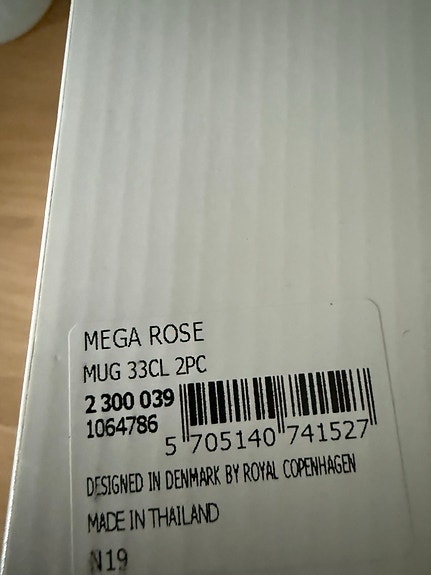 MEGA ROSE
MUG 33CL 2PC
2 300 039
1064786
5 705140 741527
DESIGNED IN DENMARK BY ROYAL COPENHAGEN
MADE IN THAILAND
N19